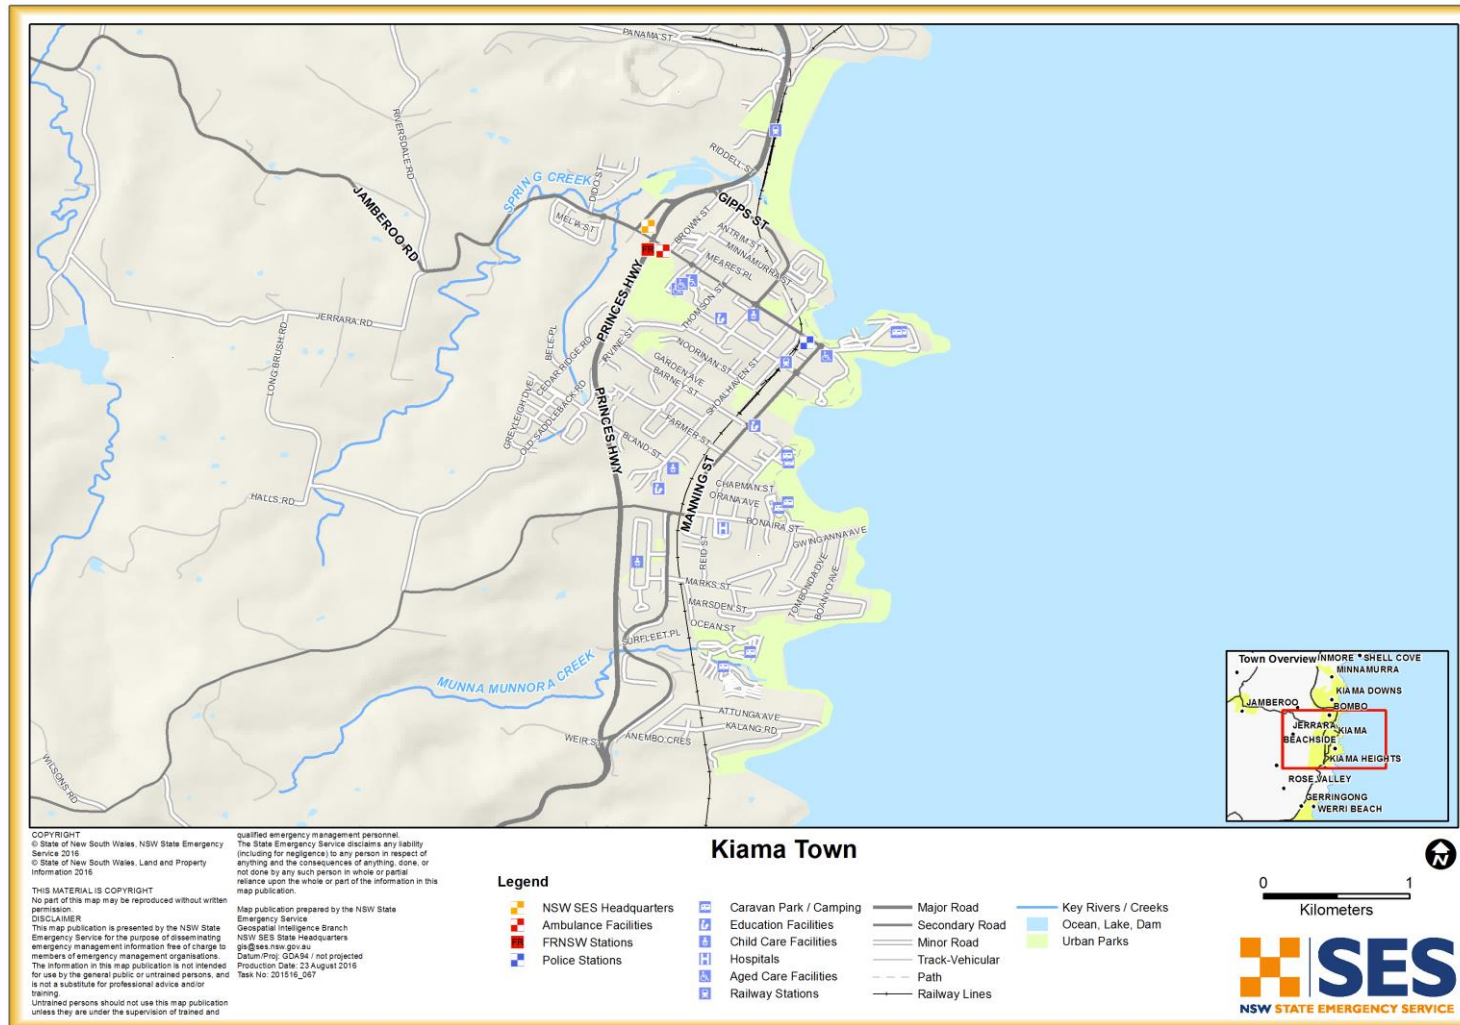 PANAMA ST
RIVERSDALE RD
RIDDELL ST
SPRING CREEK
DIDO ST
JAMBEROO RD
MELIA ST
GIPPS ST
BROWN ST
ANTRIM ST
MINNAMURRA ST
MEARES PL
PRINCES HWY
JERRARA RD
LONG BRUSH RD
THOMSON ST
BELE PL
CEDAR RIDGE RD
IRVINE ST
NOORINAN ST
GARDEN AVE
BARNEY ST
SHOALHAVEN ST
GREYLEIGH DVE
OLD SADDLEBACK RD
PRINCES HWY
FARMER ST
BLAND ST
MANNING ST
CHAPMAN ST
ORANA AVE
HALLS RD
BONAIRA ST
GWINGANNA AVE
REID ST
TOMBONDA DVE
BOANYO AVE
MARKS ST
MARSDEN ST
OCEAN ST
SURFLEET PL
MUNNA MUNNORA CREEK
ATTUNGA AVE
KALANG RD
WEIR ST
ANEMBO CRES
WILSONS RD
FR
Town Overview
INMORE
SHELL COVE
MINNAMURRA
KIAMA DOWNS
JAMBEROO
BOMBO
JERRARA
KIAMA
BEACHSIDE
KIAMA HEIGHTS
ROSE VALLEY
GERRINGONG
WERRI BEACH
COPYRIGHT
© State of New South Wales, NSW State Emergency
Service 2016
© State of New South Wales, Land and Property
Information 2016
THIS MATERIAL IS COPYRIGHT
No part of this map may be reproduced without written
permission.
DISCLAIMER
This map publication is presented by the NSW State
Emergency Service for the purpose of disseminating
emergency management information free of charge to
members of emergency management organisations.
The information in this map publication is not intended
for use by the general public or untrained persons, and
is not a substitute for professional advice and/or
training.
Untrained persons should not use this map publication
unless they are under the supervision of trained and
qualified emergency management personnel.
The State Emergency Service disclaims any liability
(including for negligence) to any person in respect of
anything and the consequences of anything, done, or
not done by any such person in whole or partial
reliance upon the whole or part of the information in this
map publication.
Map publication prepared by the NSW State
Emergency Service
Geospatial Intelligence Branch
NSW SES State Headquarters
gis@ses.nsw.gov.au
Datum/Proj: GDA94 / not projected
Production Date: 23 August 2016
Task No: 201516_067
Kiama Town
Legend
NSW SES Headquarters
Ambulance Facilities
FR FRNSW Stations
Police Stations
Caravan Park / Camping
Education Facilities
Child Care Facilities
H Hospitals
Aged Care Facilities
Railway Stations
Major Road
Secondary Road
Minor Road
Track-Vehicular
Path
Railway Lines
Key Rivers / Creeks
Ocean, Lake, Dam
Urban Parks
N
0 1
Kilometers
SES
NSW STATE EMERGENCY SERVICE